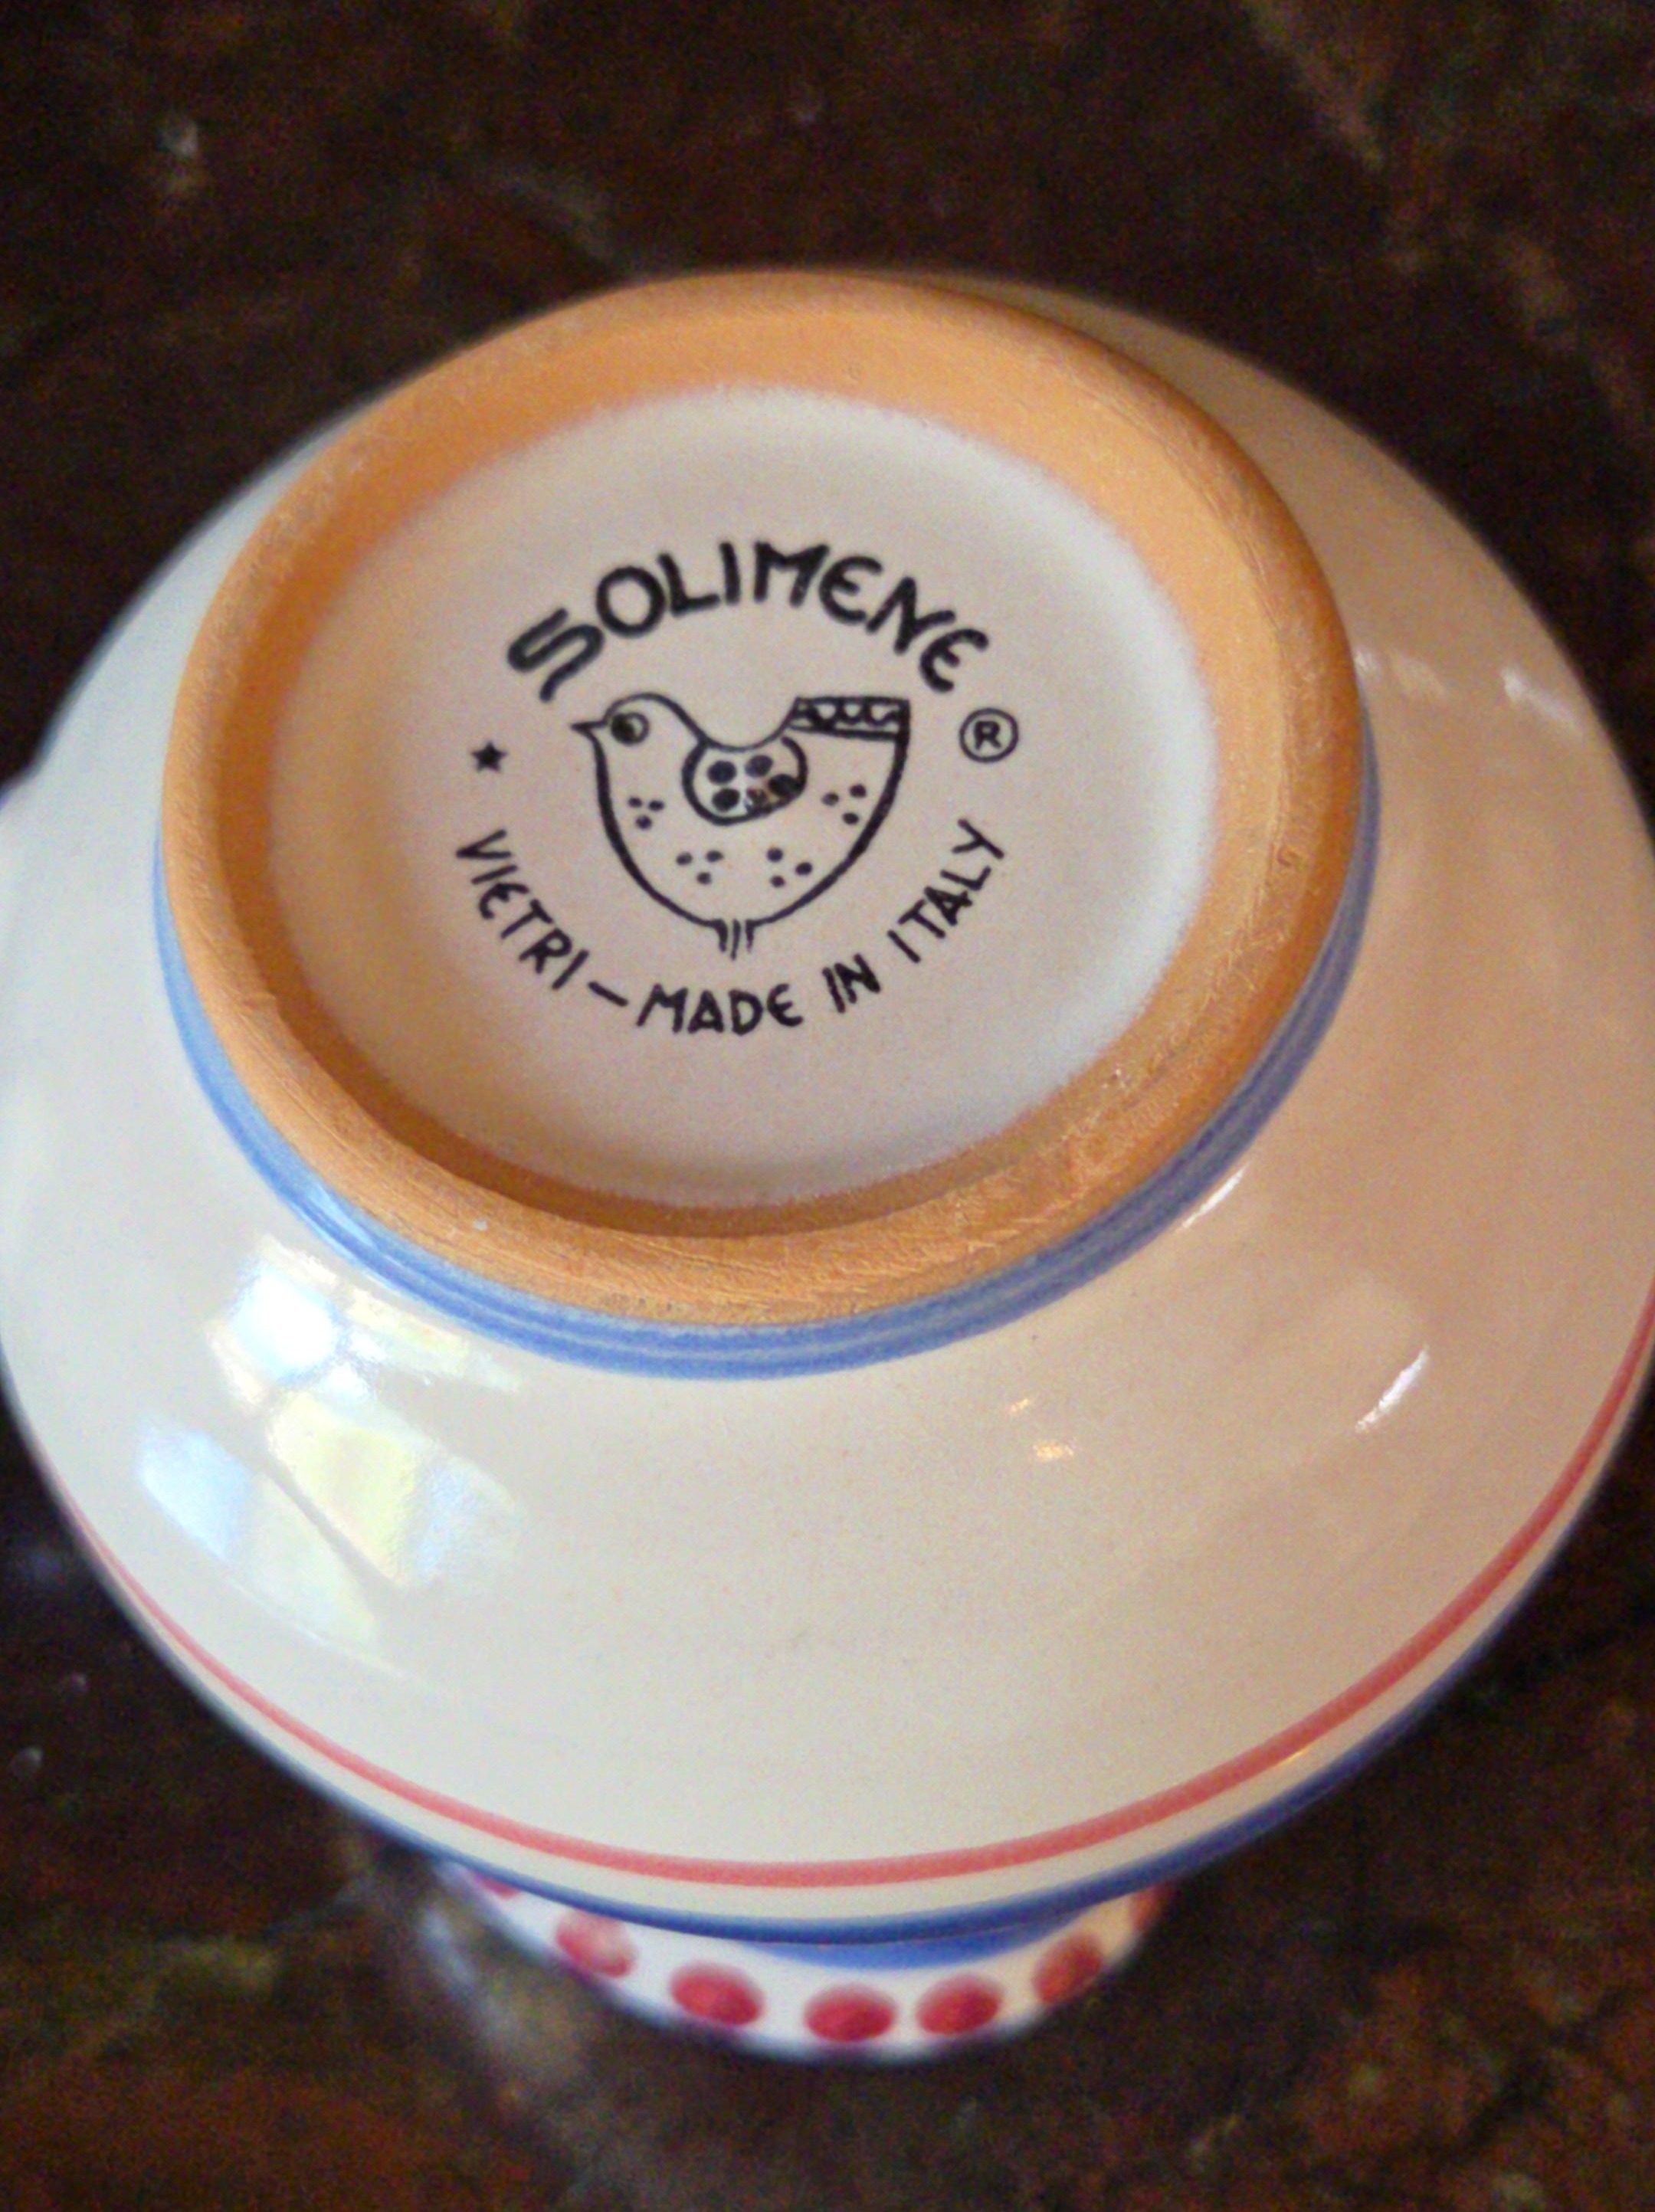 SOLIMENE
®
★ VIETRI – MADE IN ITALY